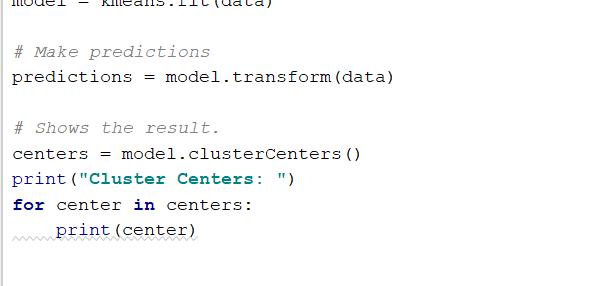 model = kmeans.fit(data)
# Make predictions
predictions = model.transform(data)
# Shows the result.
centers = model.clusterCenters()
print("Cluster Centers: ")
for center in centers:
    print(center)